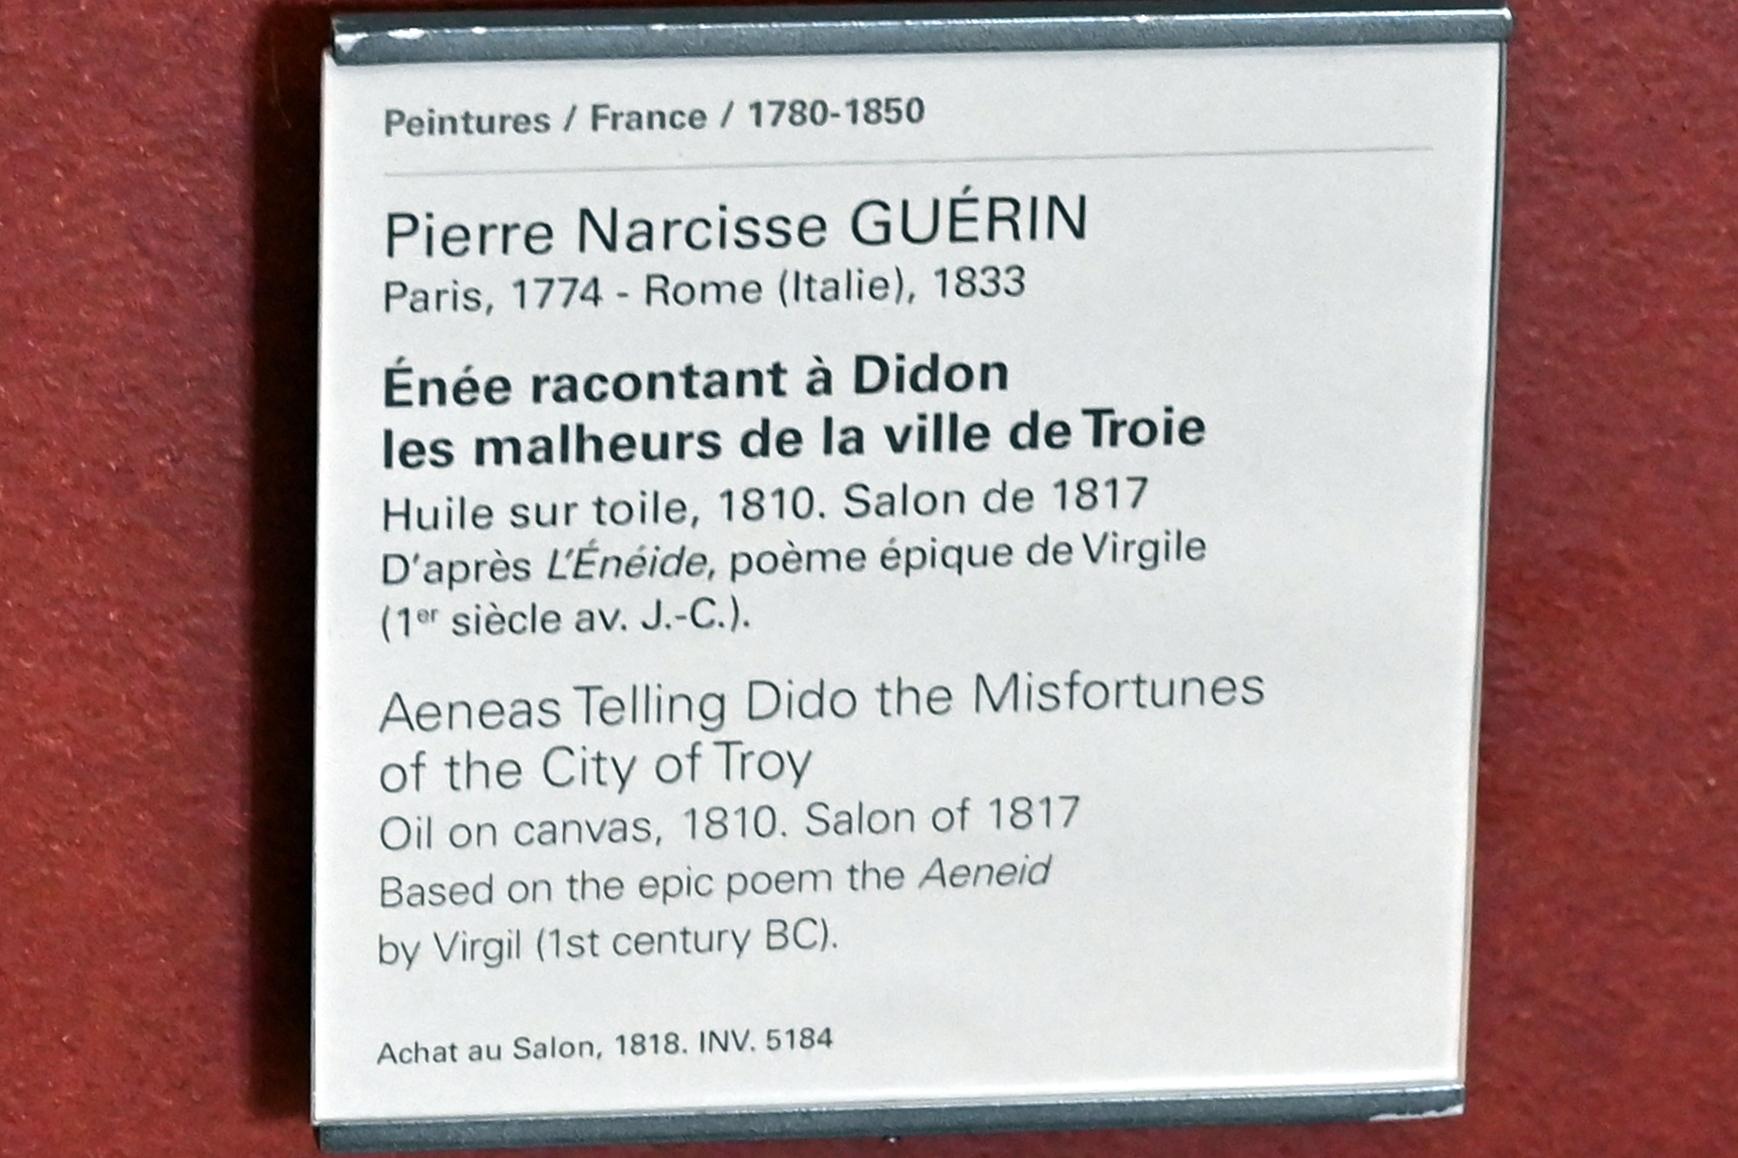 Peintures / France / 1780-1850
Pierre Narcisse GUÉRIN
Paris, 1774 - Rome (Italie), 1833
Énée racontant à Didon
les malheurs de la ville de Troie
Huile sur toile, 1810. Salon de 1817
D'après L'Énéide, poème épique de Virgile
(1er siècle av. J.-C.).
Aeneas Telling Dido the Misfortunes
of the City of Troy
Oil on canvas, 1810. Salon of 1817
Based on the epic poem the Aeneid
by Virgil (1st century BC).
Achat au Salon, 1818. INV. 5184